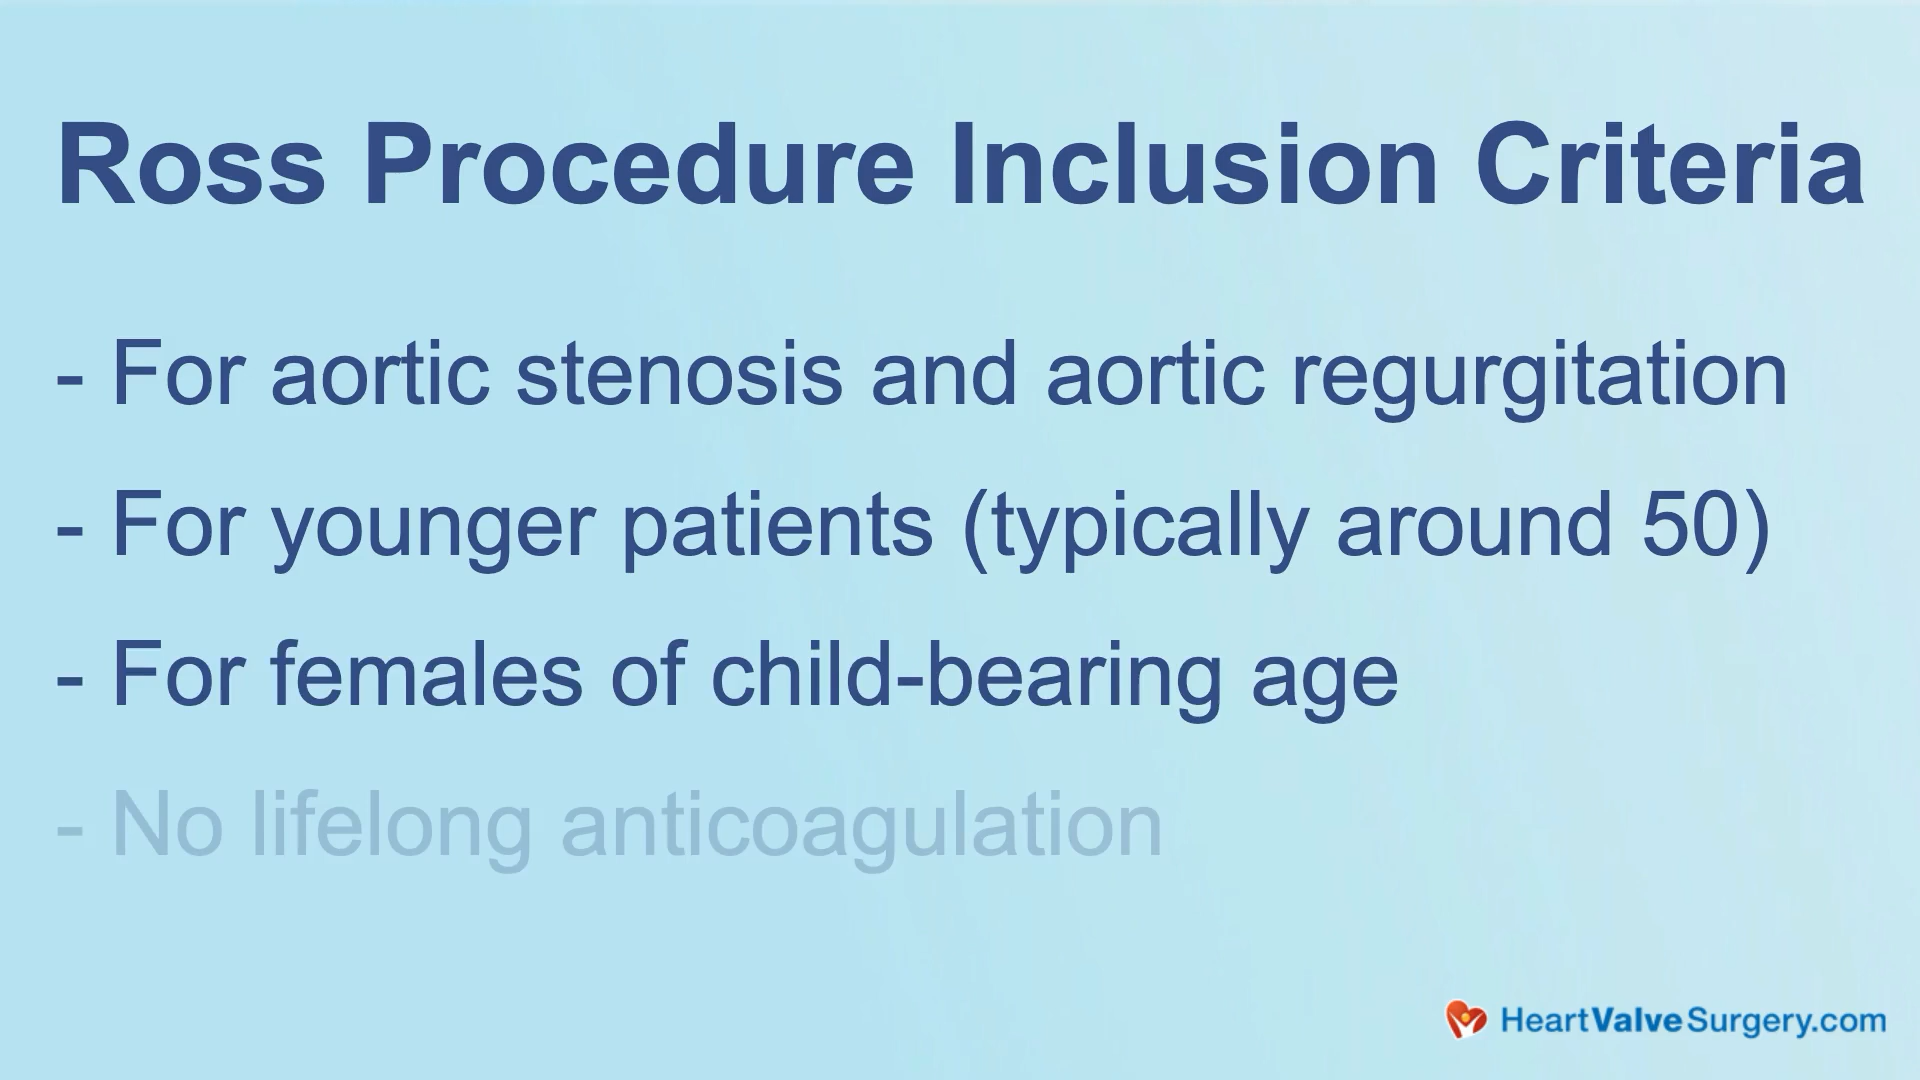 Ross Procedure Inclusion Criteria
- For aortic stenosis and aortic regurgitation
- For younger patients (typically around 50)
- For females of child-bearing age
- No lifelong anticoagulation
HeartValveSurgery.com